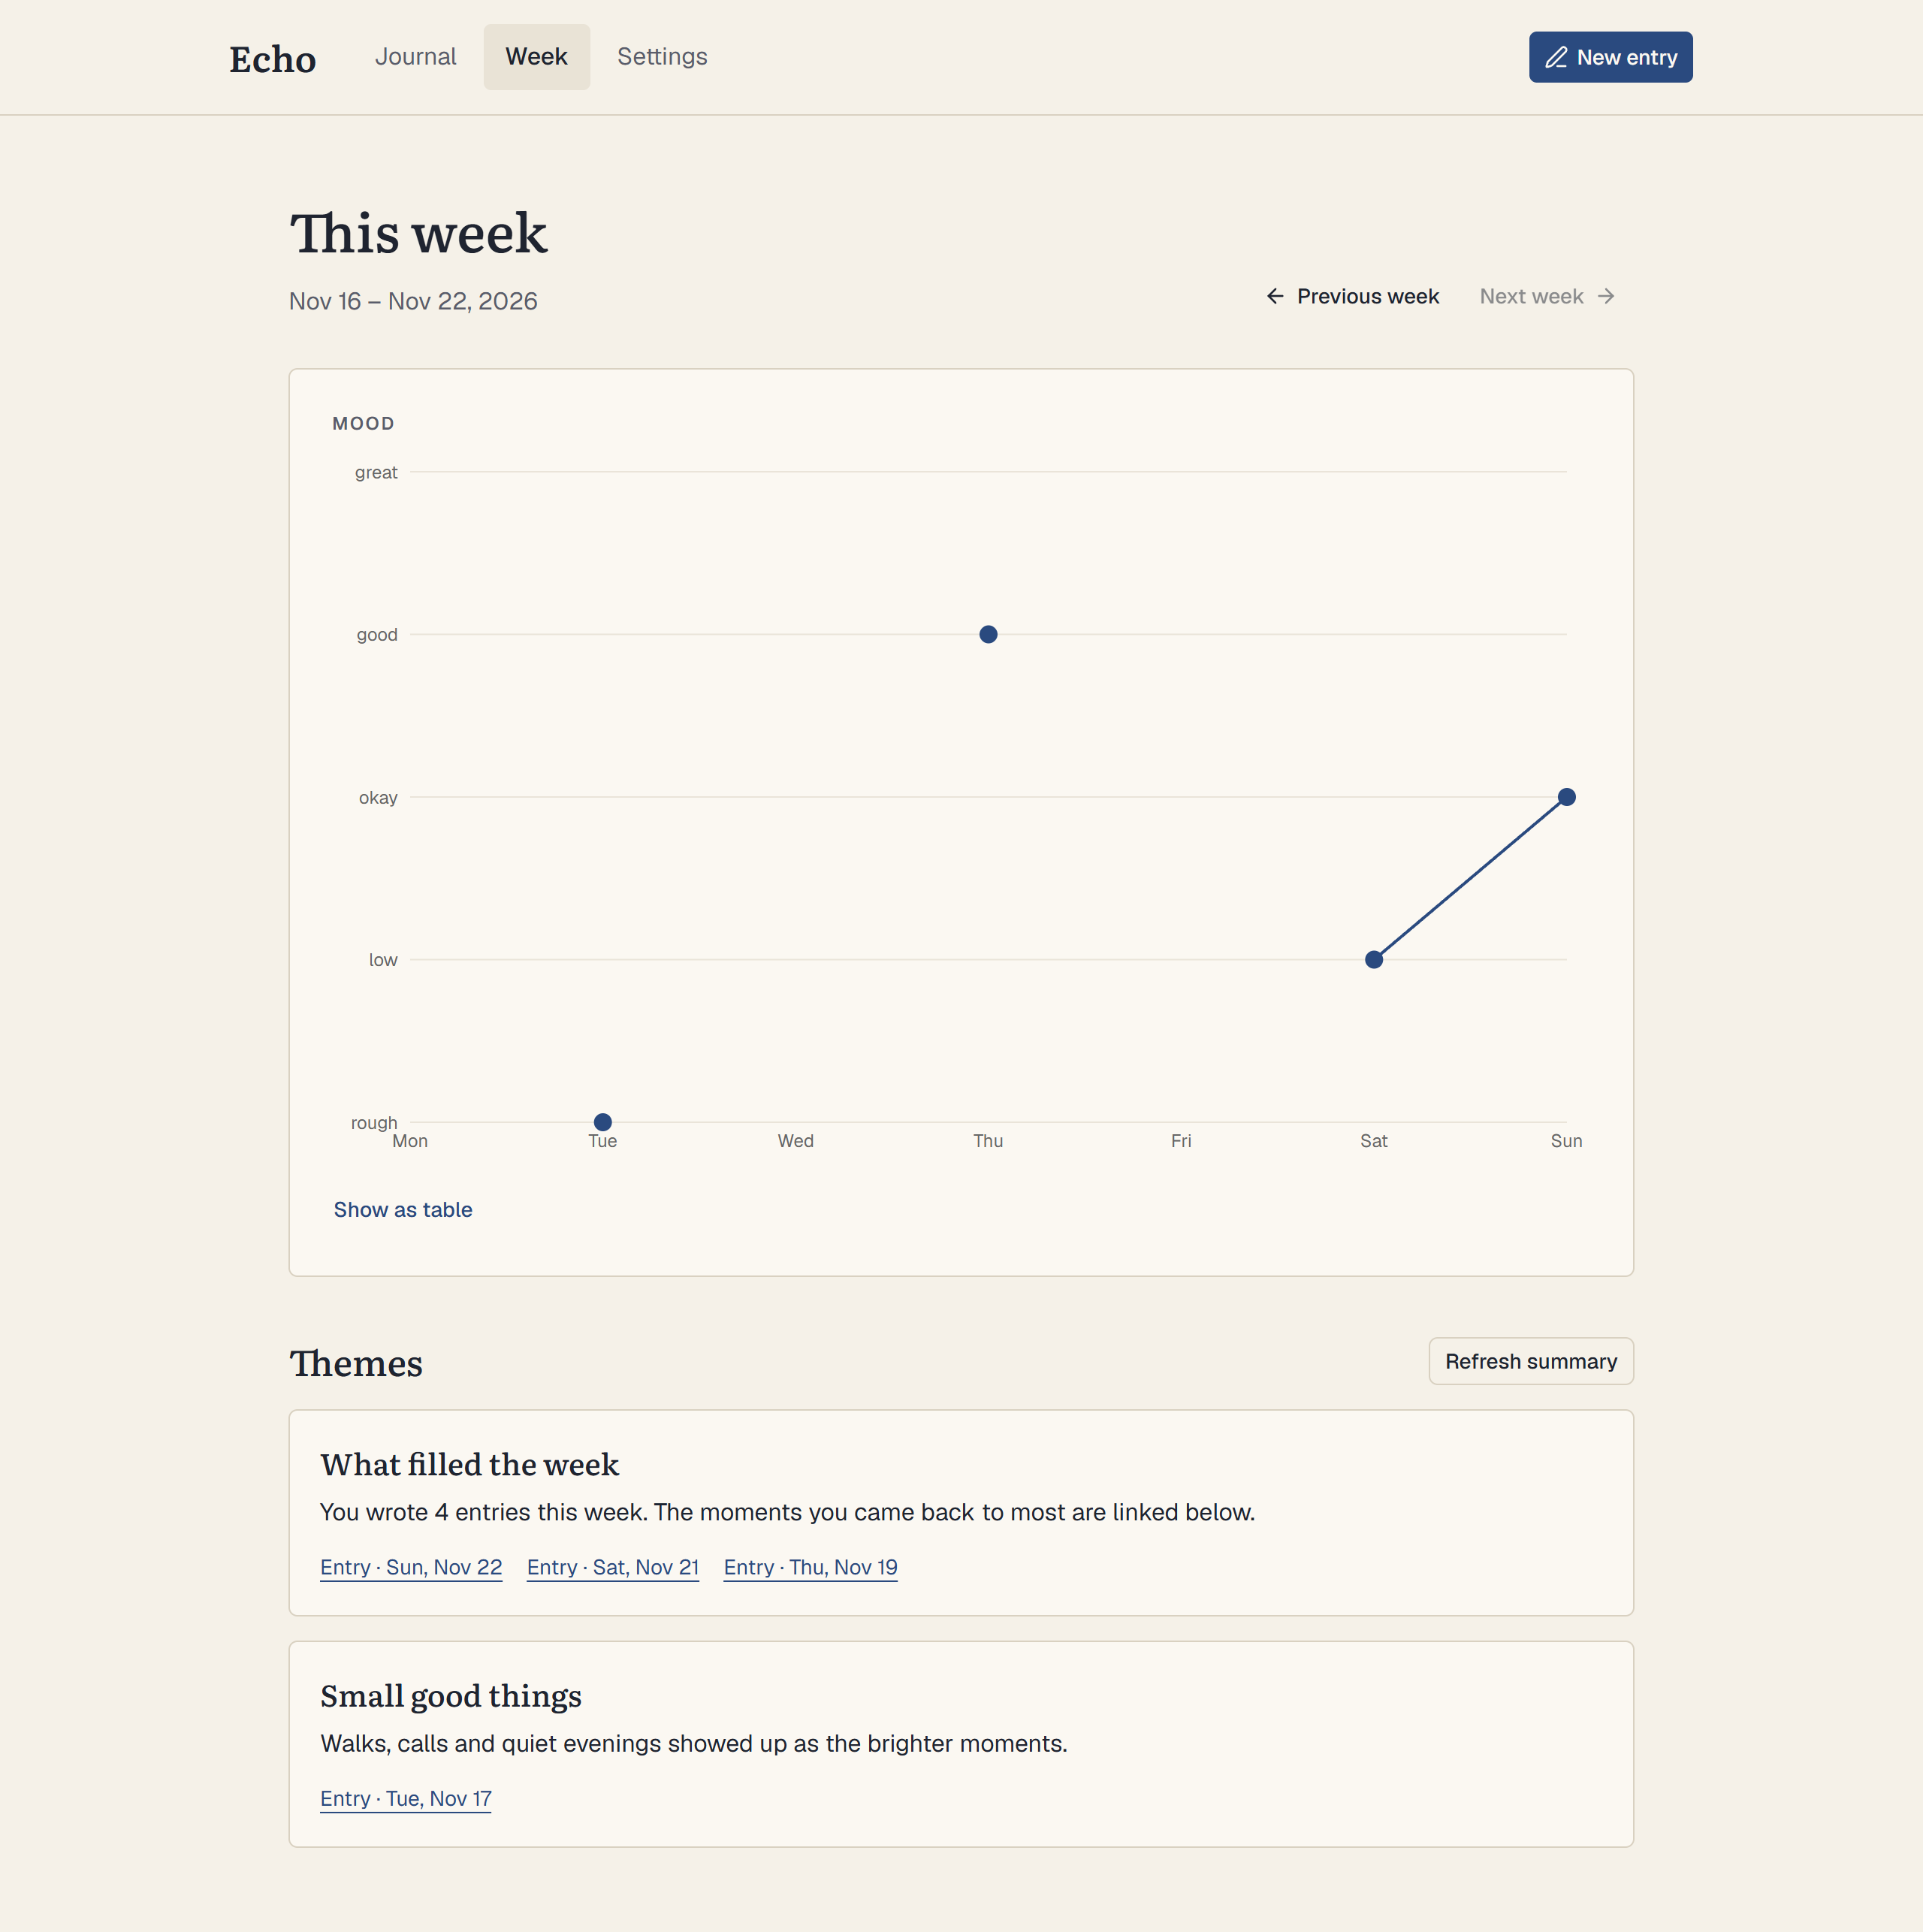 Echo
Journal
Week
Settings
New entry
This week
Nov 16 – Nov 22, 2026
Previous week
Next week
MOOD
great
good
okay
low
rough
Mon
Tue
Wed
Thu
Fri
Sat
Sun
Show as table
Themes
Refresh summary
What filled the week
You wrote 4 entries this week. The moments you came back to most are linked below.
Entry · Sun, Nov 22
Entry · Sat, Nov 21
Entry · Thu, Nov 19
Small good things
Walks, calls and quiet evenings showed up as the brighter moments.
Entry · Tue, Nov 17